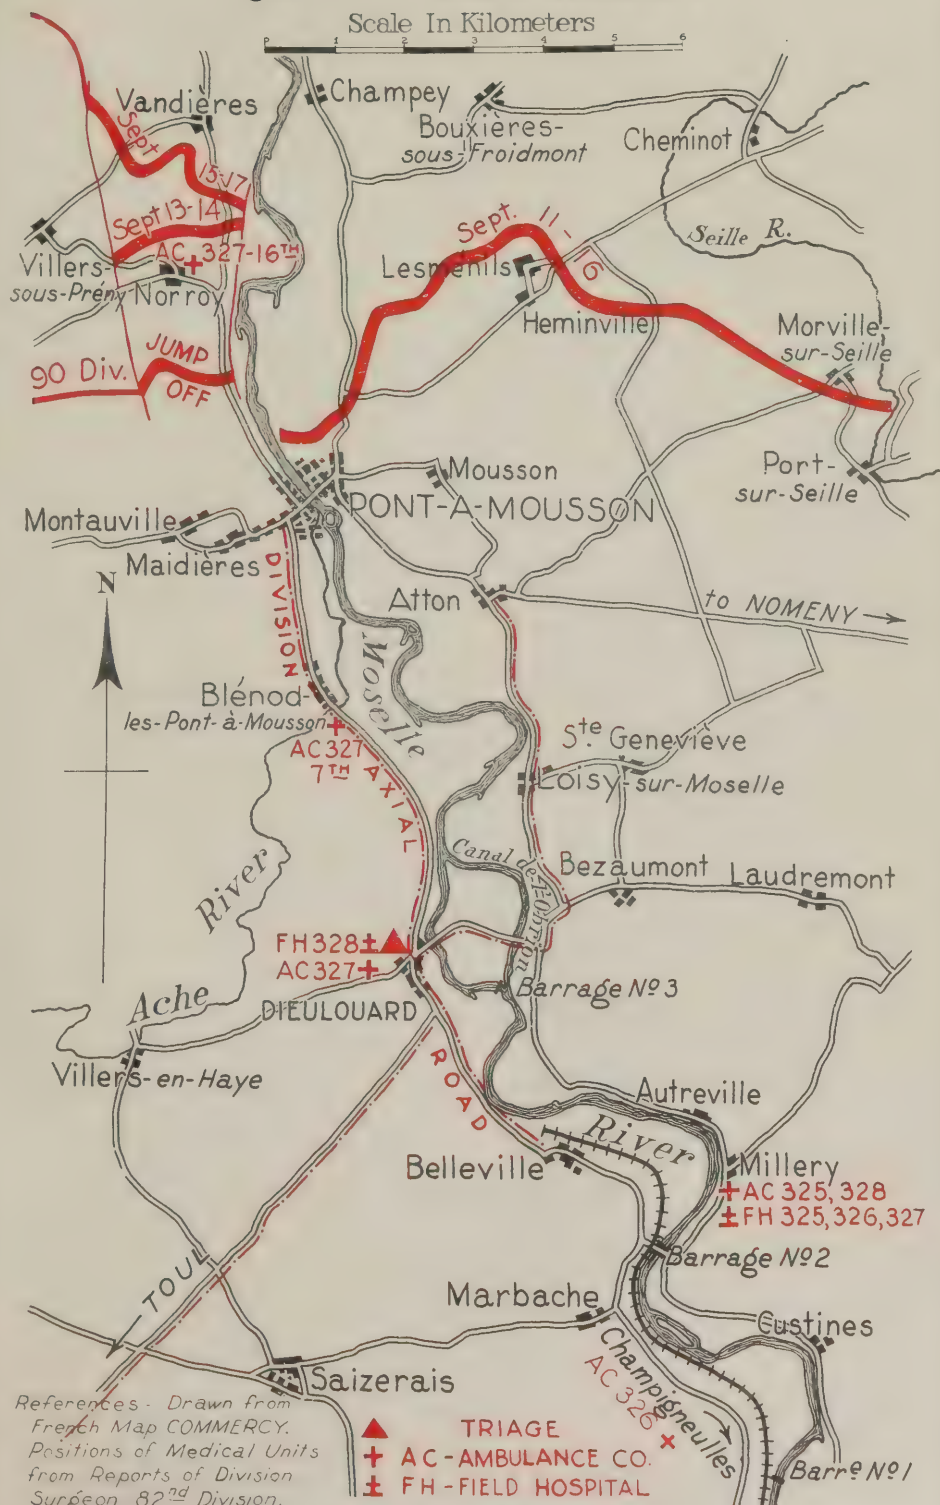 Scale In Kilometers
0 1 2 3 4 5 6
Vandières
Champey
Bouxières-
sous-Froidmont
Cheminot
Sept
15-17
Sept 13-14
AC 327-16TH
Sept. 11-16
Seille R.
Villers-
sous-Prény
Norroy
Lesménils
Heminville
Morville-
sur-Seille
90 Div.
JUMP
OFF
Mousson
Port-
sur-Seille
PONT-A-MOUSSON
Montauville
Maidières
N
Atton
to NOMENY
DIVISION
Moselle
Blénod-
les-Pont-à-Mousson
AC 327
7TH
AXIAL
Ste Geneviève
Loisy-sur-Moselle
Canal de l'Obrion
Bezaumont
Laudremont
River
FH 328
AC 327
Ache
DIEULOUARD
Barrage Nº 3
Villers-en-Haye
ROAD
Autreville
River
Belleville
Millery
AC 325, 328
FH 325, 326, 327
Barrage Nº 2
TOUL
Marbache
Custines
Champigneulles
AC 326
Saizerais
Barre Nº 1
References - Drawn from
French Map COMMERCY.
Positions of Medical Units
from Reports of Division
Surgeon 82nd Division.
TRIAGE
AC - AMBULANCE CO.
FH - FIELD HOSPITAL